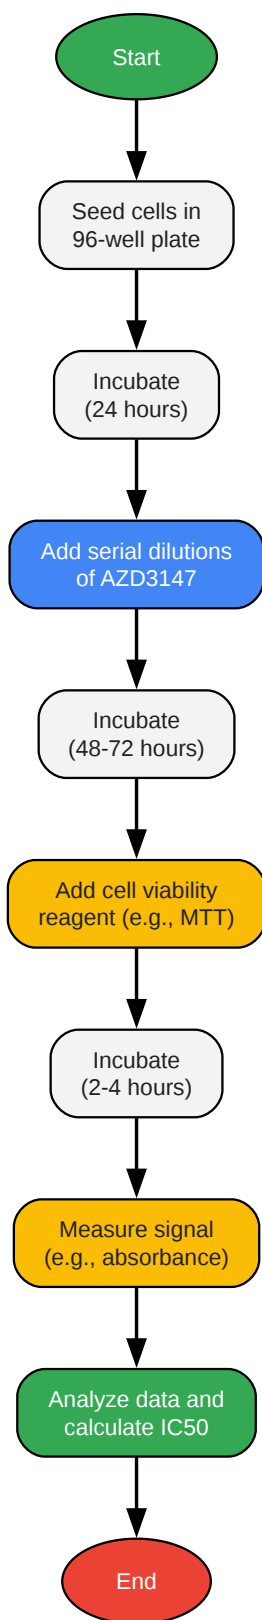 Start
Seed cells in
96-well plate
Incubate
(24 hours)
Add serial dilutions
of AZD3147
Incubate
(48-72 hours)
Add cell viability
reagent (e.g., MTT)
Incubate
(2-4 hours)
Measure signal
(e.g., absorbance)
Analyze data and
calculate IC50
End